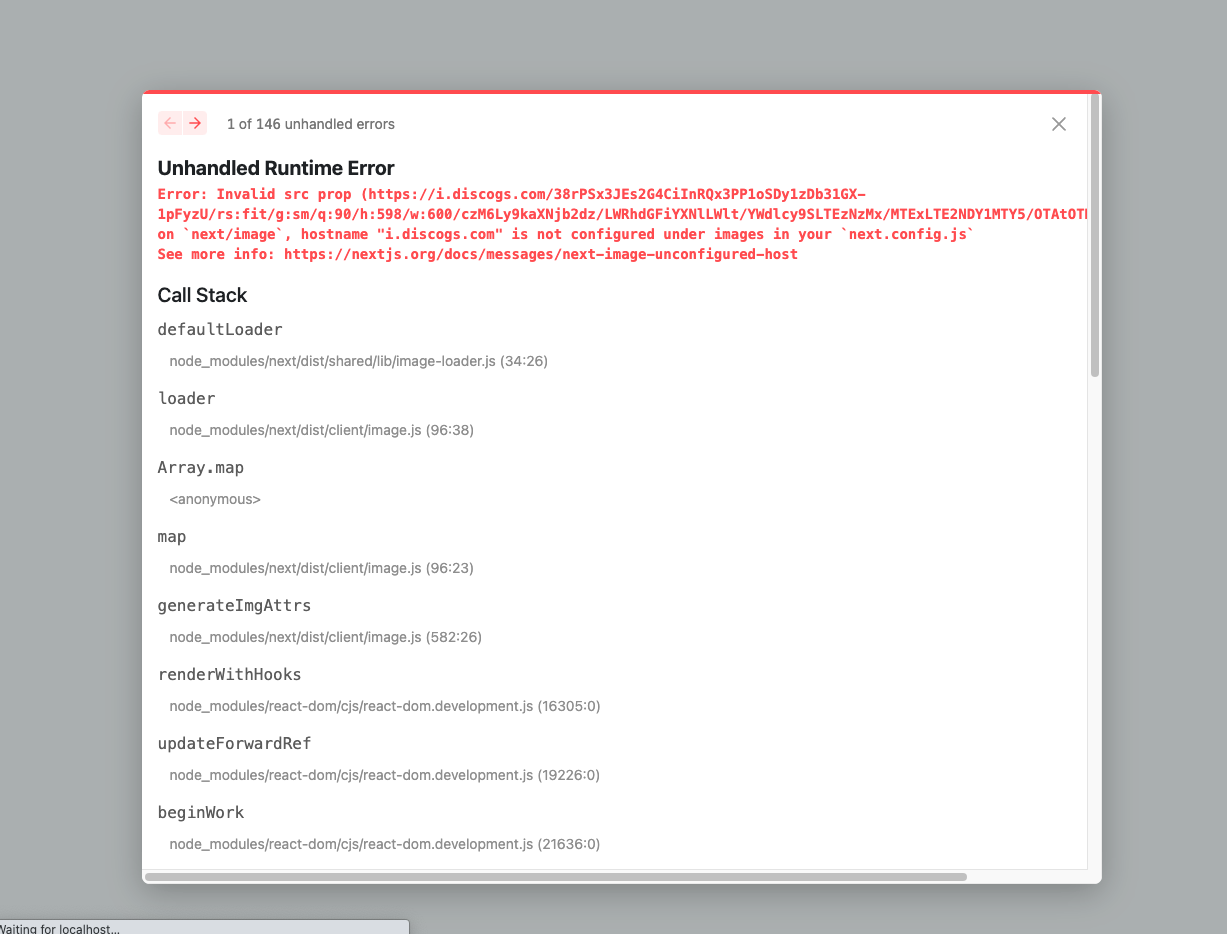 1 of 146 unhandled errors
Unhandled Runtime Error
Error: Invalid src prop (https://i.discogs.com/38rPSx3JEs2G4CiInRQx3PP1oSDy1zDb31GX-
1pFyzU/rs:fit/g:sm/q:90/h:598/w:600/czM6Ly9kaXNjb2dz/LWRhdGFiYXNlLWlt/YWdlcy9SLTEzNzMx/MTExLTE2NDY1MTY5/OTAtOTI
on `next/image`, hostname "i.discogs.com" is not configured under images in your `next.config.js`
See more info: https://nextjs.org/docs/messages/next-image-unconfigured-host
Call Stack
defaultLoader
node_modules/next/dist/shared/lib/image-loader.js (34:26)
loader
node_modules/next/dist/client/image.js (96:38)
Array.map
<anonymous>
map
node_modules/next/dist/client/image.js (96:23)
generateImgAttrs
node_modules/next/dist/client/image.js (582:26)
renderWithHooks
node_modules/react-dom/cjs/react-dom.development.js (16305:0)
updateForwardRef
node_modules/react-dom/cjs/react-dom.development.js (19226:0)
beginWork
node_modules/react-dom/cjs/react-dom.development.js (21636:0)
Waiting for localhost...